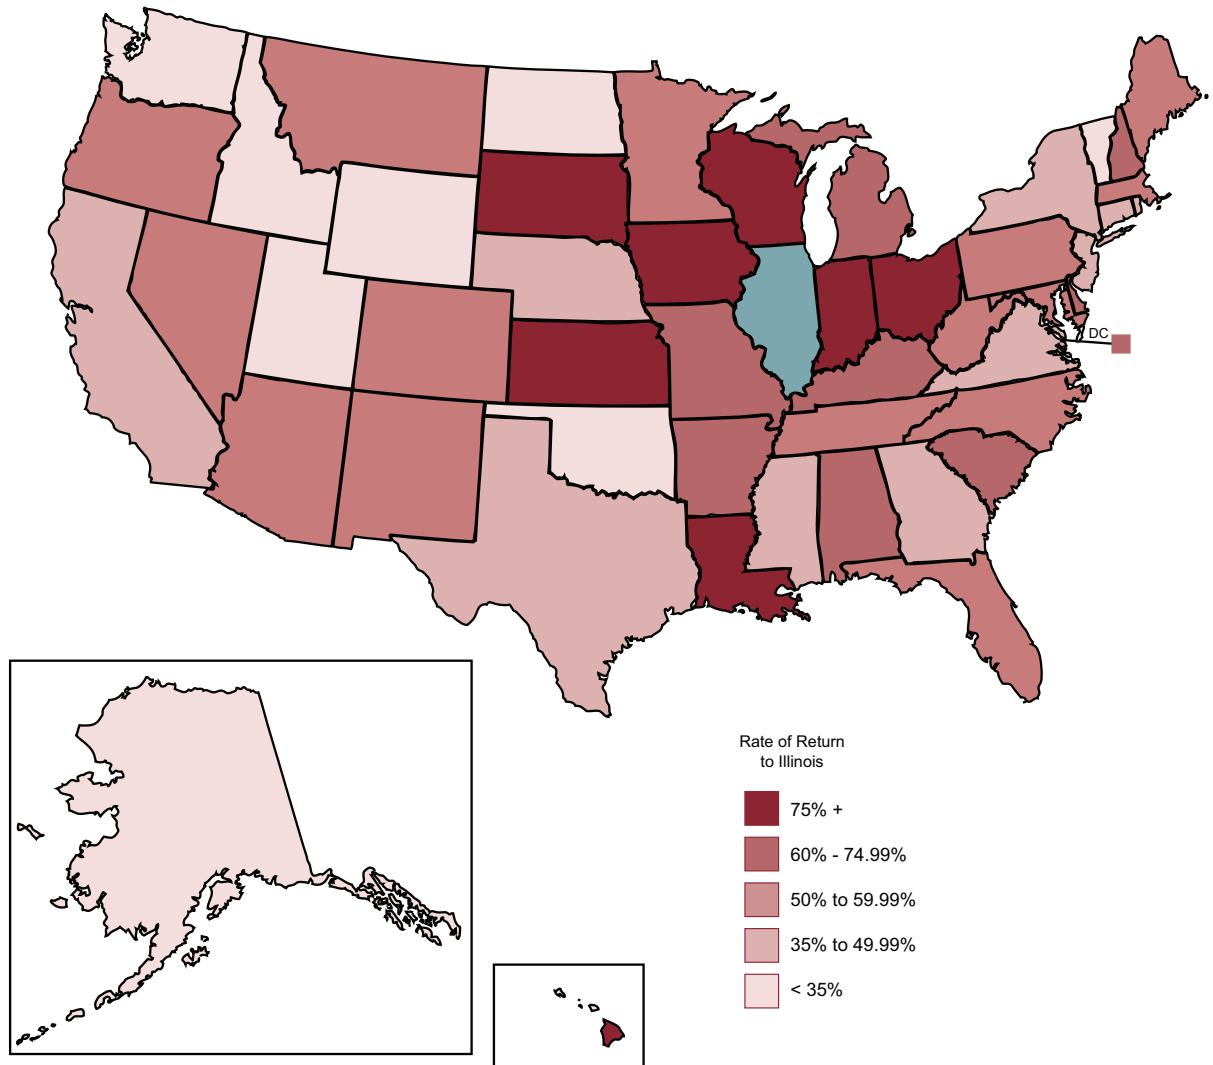 DC
Rate of Return
to Illinois
75% +
60% - 74.99%
50% to 59.99%
35% to 49.99%
< 35%